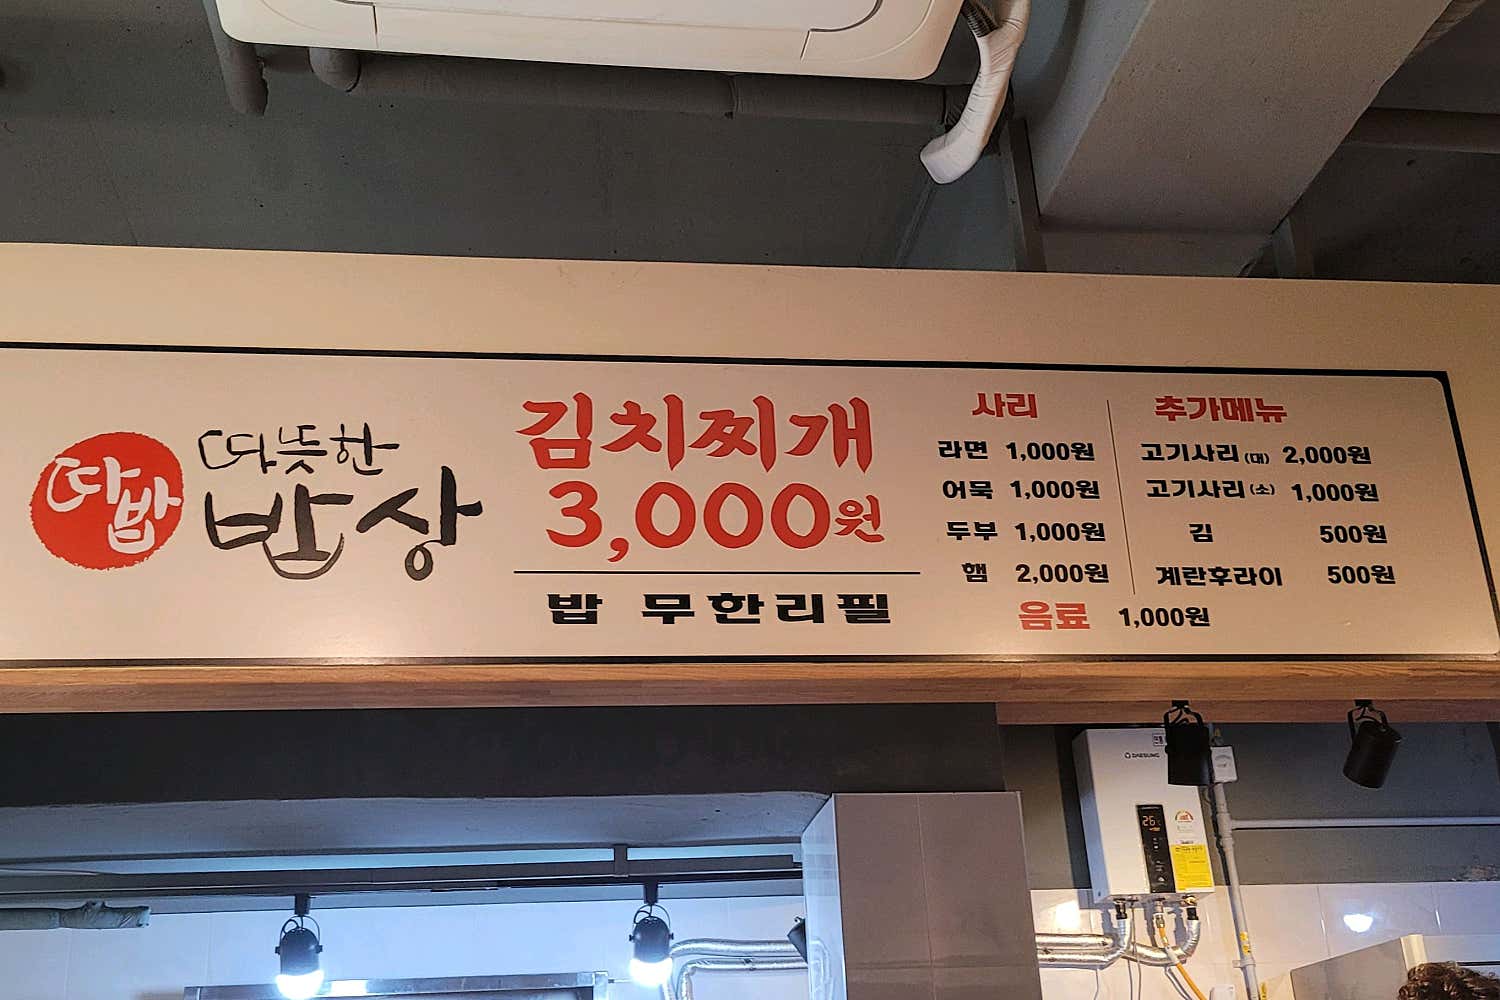 따밥
따뜻한
밥상
김치찌개
3,000원
밥 무한리필
사리
라면 1,000원
어묵 1,000원
두부 1,000원
햄 2,000원
추가메뉴
고기사리(대) 2,000원
고기사리(소) 1,000원
김 500원
계란후라이 500원
음료 1,000원
DAESUNG
26